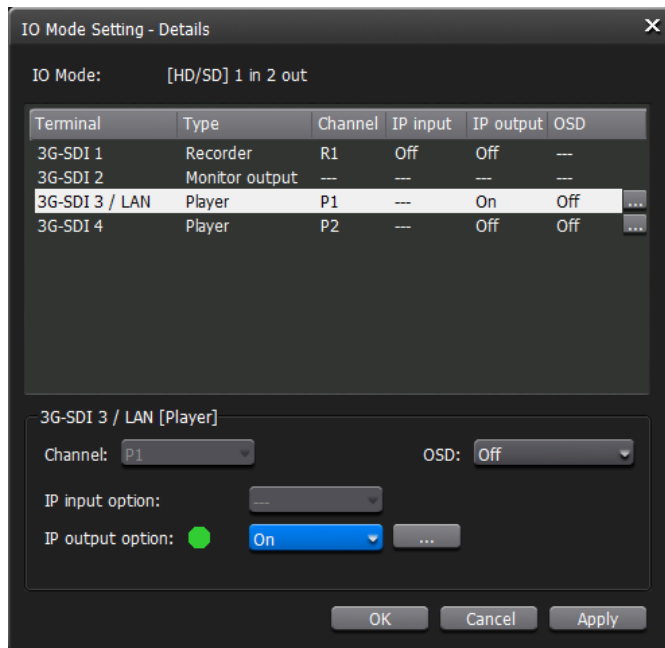 IO Mode Setting - Details
IO Mode: [HD/SD] 1 in 2 out
Terminal Type Channel IP input IP output OSD
3G-SDI 1 Recorder R1 Off Off ---
3G-SDI 2 Monitor output --- --- --- ---
3G-SDI 3 / LAN Player P1 --- On Off ...
3G-SDI 4 Player P2 --- Off Off ...
3G-SDI 3 / LAN [Player]
Channel: P1 OSD: Off
IP input option: ---
IP output option: On ...
OK Cancel Apply